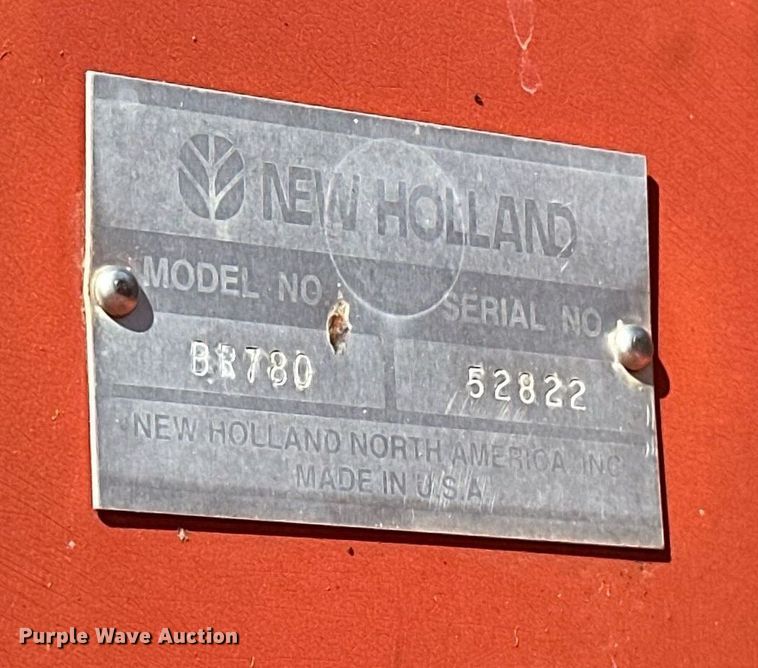 NEW HOLLAND
MODEL NO. SERIAL NO.
BR780 52822
NEW HOLLAND NORTH AMERICA INC
MADE IN U.S.A
Purple Wave Auction